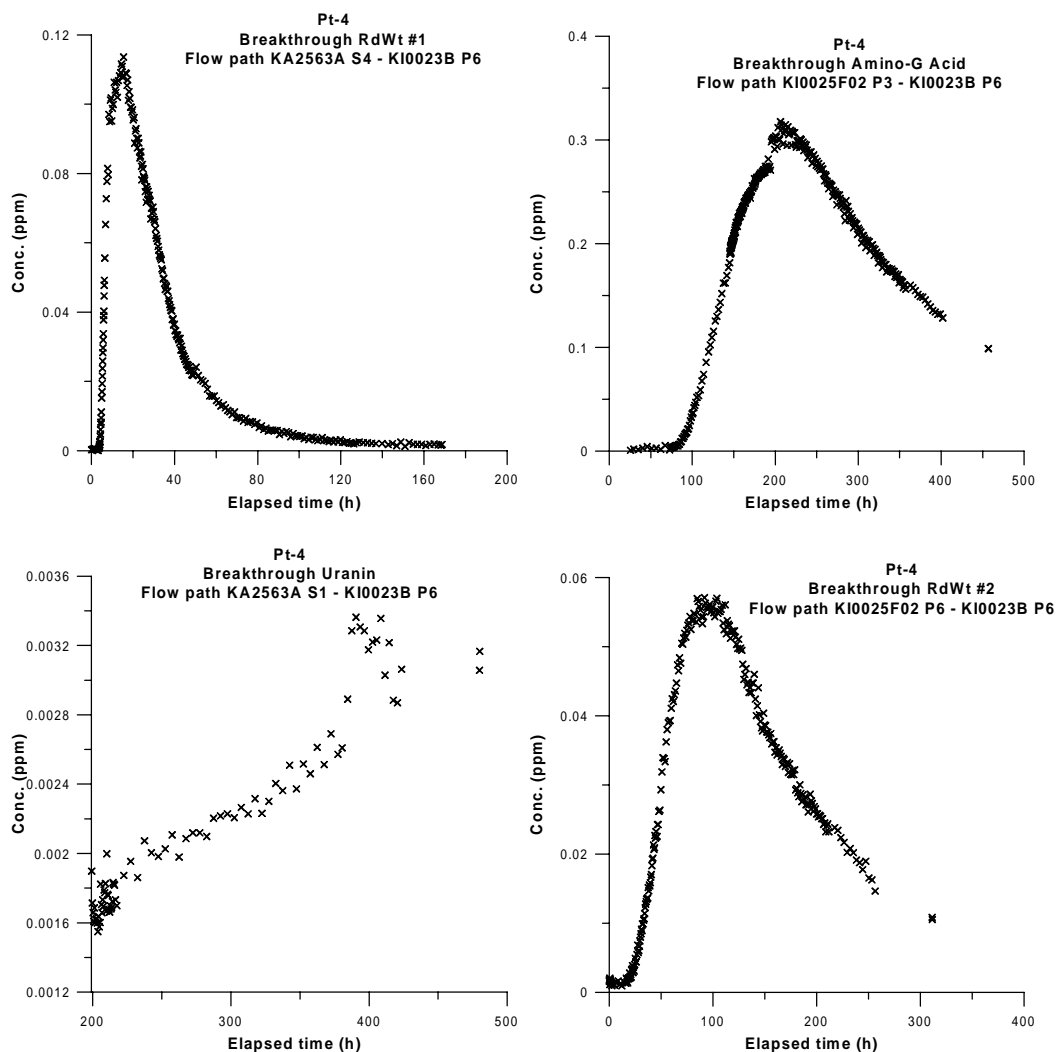 Pt-4
Breakthrough RdWt #1
Flow path KA2563A S4 - KI0023B P6
0.12
0.08
0.04
0
Conc. (ppm)
0 40 80 120 160 200
Elapsed time (h)
Pt-4
Breakthrough Amino-G Acid
Flow path KI0025F02 P3 - KI0023B P6
0.4
0.3
0.2
0.1
0
Conc. (ppm)
0 100 200 300 400 500
Elapsed time (h)
Pt-4
Breakthrough Uranin
Flow path KA2563A S1 - KI0023B P6
0.0036
0.0032
0.0028
0.0024
0.002
0.0016
0.0012
Conc. (ppm)
200 300 400 500
Elapsed time (h)
Pt-4
Breakthrough RdWt #2
Flow path KI0025F02 P6 - KI0023B P6
0.06
0.04
0.02
0
Conc. (ppm)
0 100 200 300 400
Elapsed time (h)